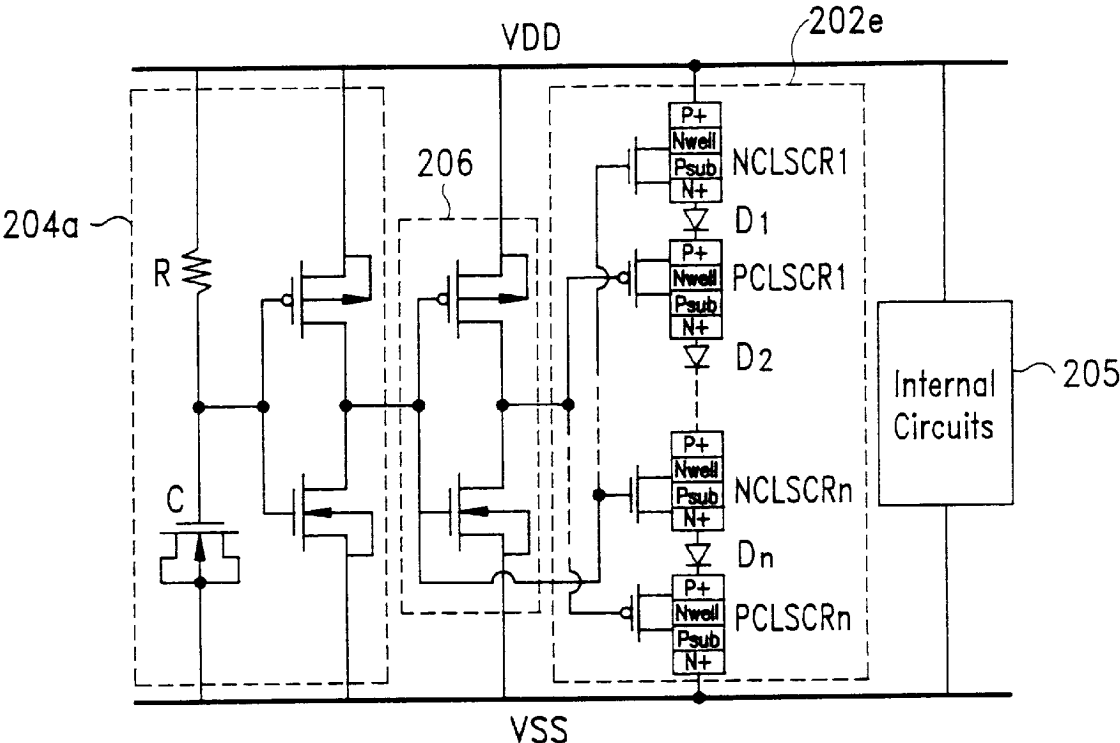 VDD
202e
204a
206
R
C
P+
Nwell
Psub
N+
NCLSCR1
D1
P+
Nwell
Psub
N+
PCLSCR1
D2
P+
Nwell
Psub
N+
NCLSCRn
Dn
P+
Nwell
Psub
N+
PCLSCRn
Internal
Circuits
205
VSS